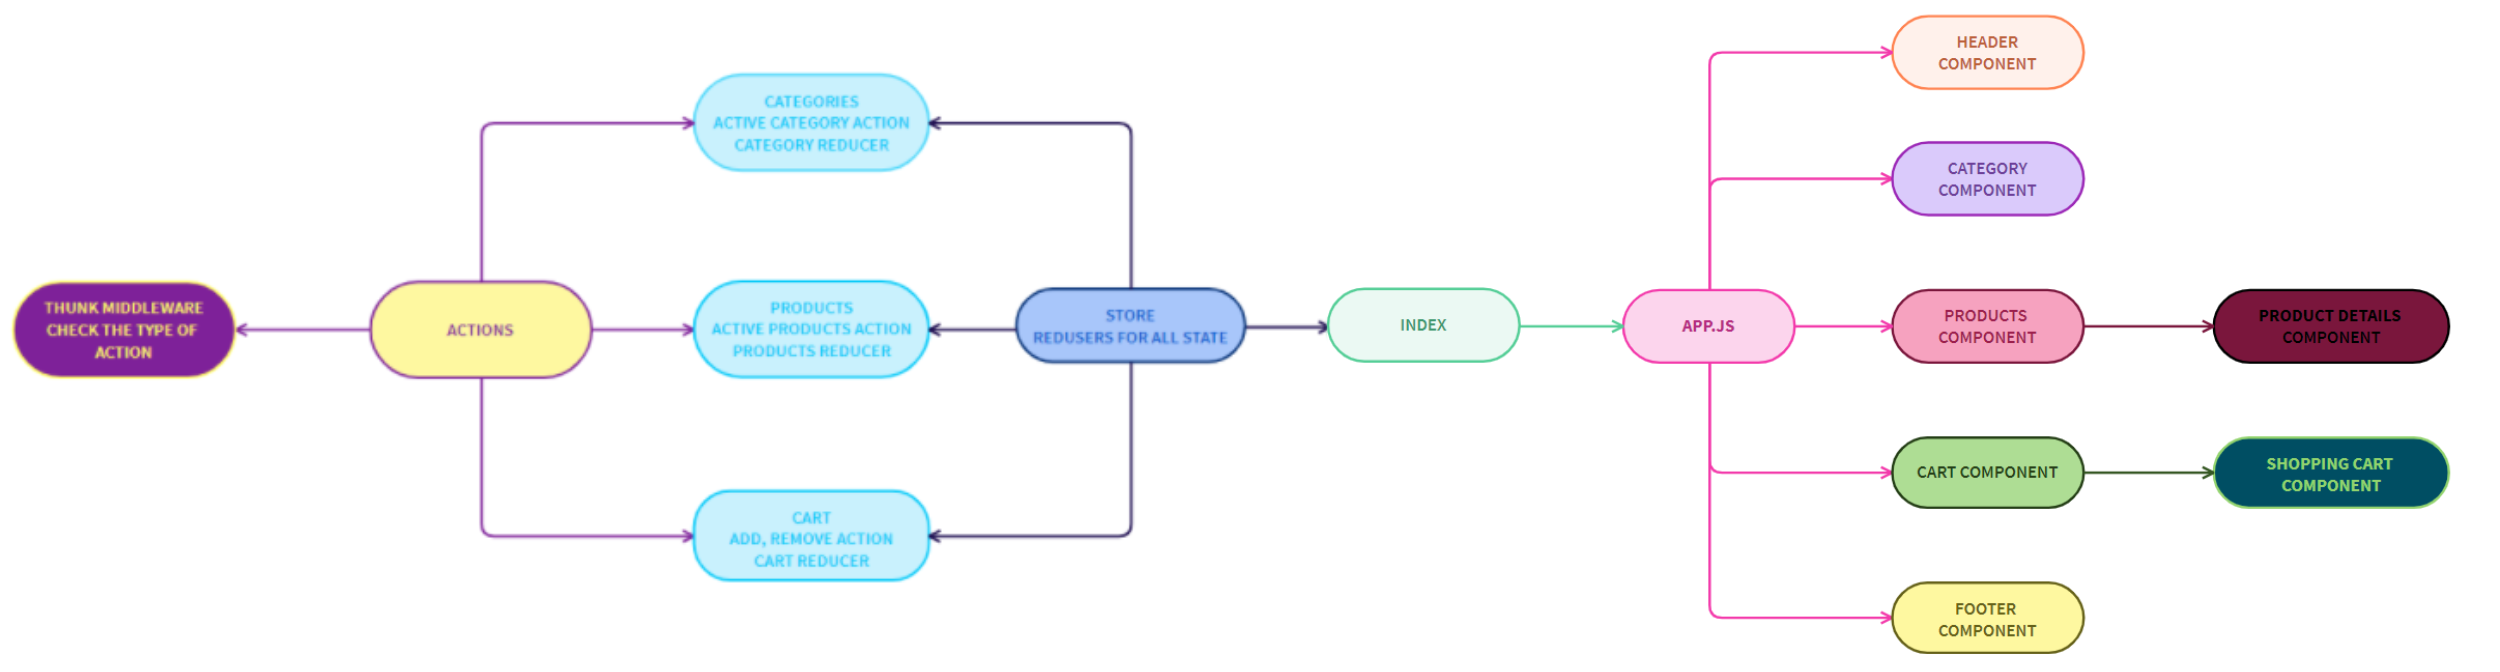 THUNK MIDDLEWARE
CHECK THE TYPE OF
ACTION
ACTIONS
CATEGORIES
ACTIVE CATEGORY ACTION
CATEGORY REDUCER
PRODUCTS
ACTIVE PRODUCTS ACTION
PRODUCTS REDUCER
CART
ADD, REMOVE ACTION
CART REDUCER
STORE
REDUSERS FOR ALL STATE
INDEX
APP.JS
HEADER
COMPONENT
CATEGORY
COMPONENT
PRODUCTS
COMPONENT
PRODUCT DETAILS
COMPONENT
CART COMPONENT
SHOPPING CART
COMPONENT
FOOTER
COMPONENT